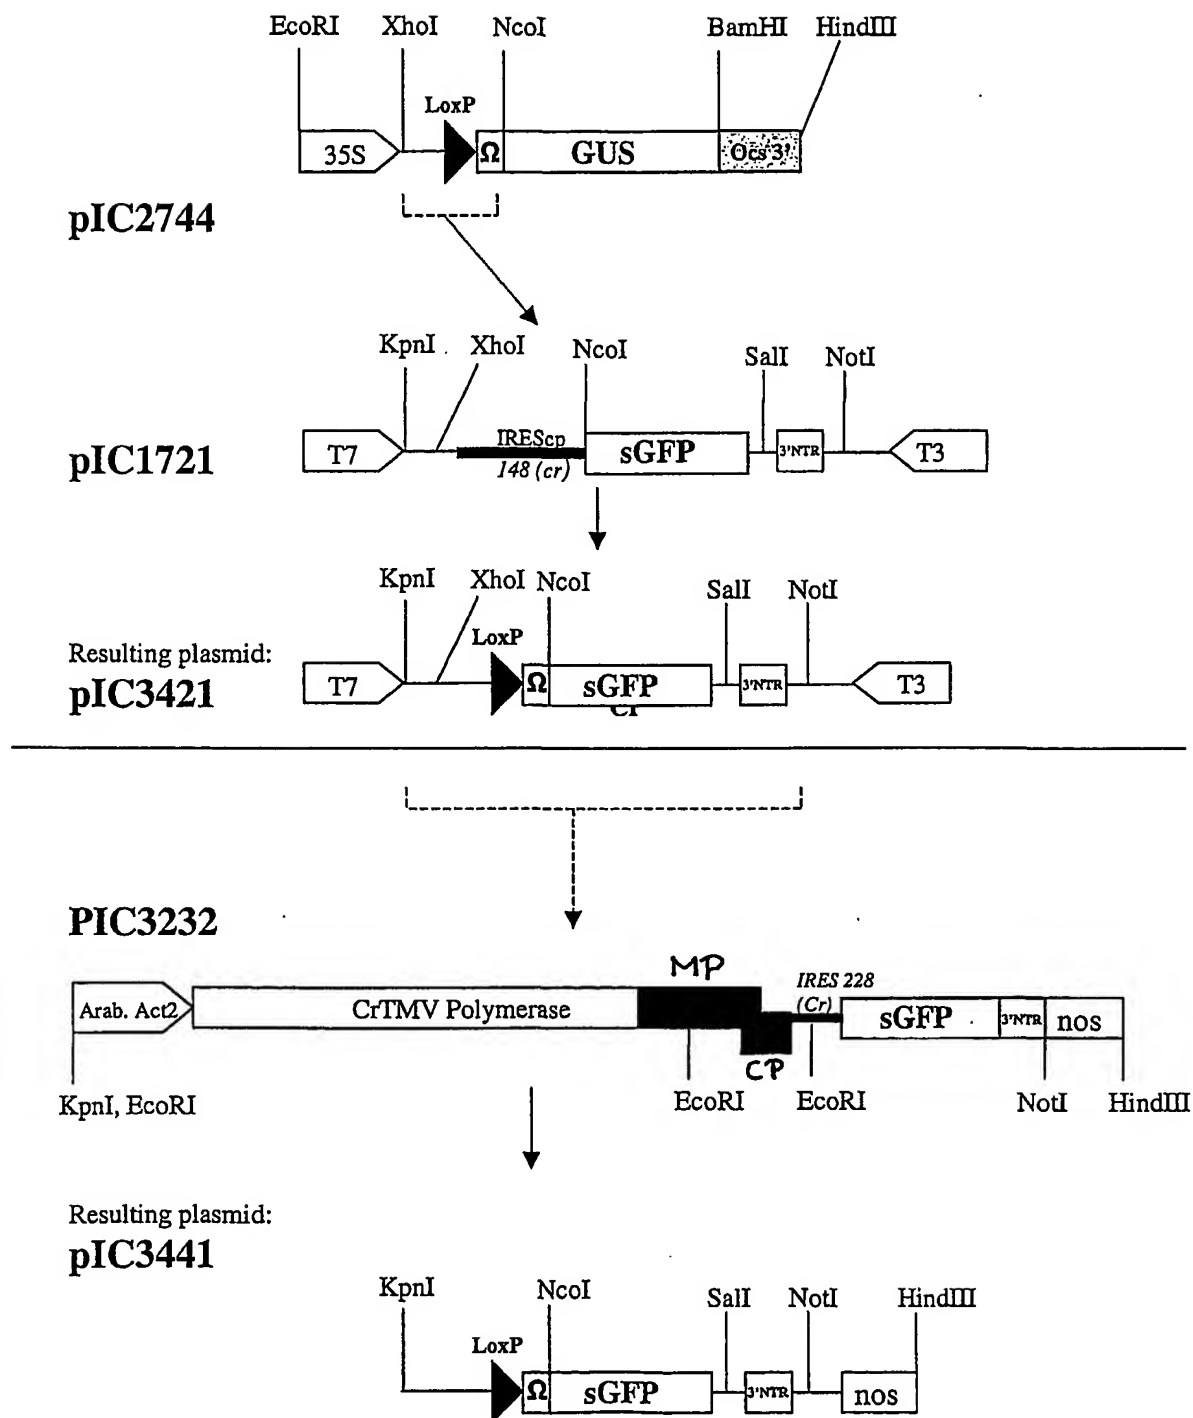 EcoRI XhoI NcoI BamHI HindIII
LoxP
35S Ω GUS Ocs 3'
pIC2744
KpnI XhoI NcoI SalI NotI
pIC1721
T7 IREScp sGFP 3'NTR T3
148 (cr)
KpnI XhoI NcoI SalI NotI
Resulting plasmid:
LoxP
pIC3421
T7 Ω sGFP 3'NTR T3
PIC3232
MP IRES 228
(Cr)
Arab. Act2 CrTMV Polymerase sGFP 3'NTR nos
CP
KpnI, EcoRI EcoRI EcoRI NotI HindIII
Resulting plasmid:
pIC3441
KpnI NcoI SalI NotI HindIII
LoxP
Ω sGFP 3'NTR nos